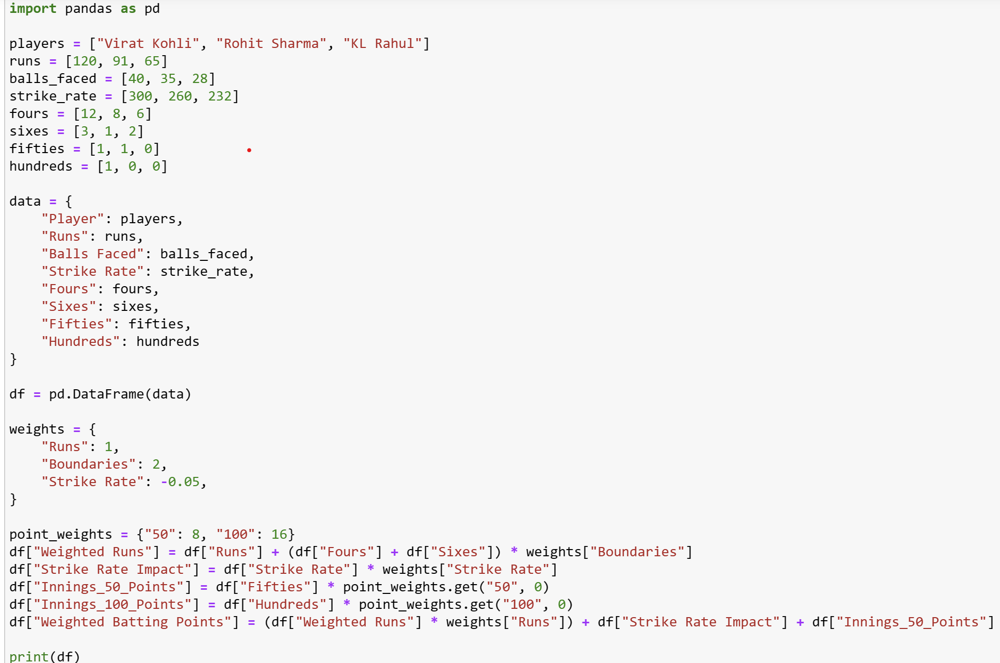 import pandas as pd
players = ["Virat Kohli", "Rohit Sharma", "KL Rahul"]
runs = [120, 91, 65]
balls_faced = [40, 35, 28]
strike_rate = [300, 260, 232]
fours = [12, 8, 6]
sixes = [3, 1, 2]
fifties = [1, 1, 0]
hundreds = [1, 0, 0]
data = {
    "Player": players,
    "Runs": runs,
    "Balls Faced": balls_faced,
    "Strike Rate": strike_rate,
    "Fours": fours,
    "Sixes": sixes,
    "Fifties": fifties,
    "Hundreds": hundreds
}
df = pd.DataFrame(data)
weights = {
    "Runs": 1,
    "Boundaries": 2,
    "Strike Rate": -0.05,
}
point_weights = {"50": 8, "100": 16}
df["Weighted Runs"] = df["Runs"] + (df["Fours"] + df["Sixes"]) * weights["Boundaries"]
df["Strike Rate Impact"] = df["Strike Rate"] * weights["Strike Rate"]
df["Innings_50_Points"] = df["Fifties"] * point_weights.get("50", 0)
df["Innings_100_Points"] = df["Hundreds"] * point_weights.get("100", 0)
df["Weighted Batting Points"] = (df["Weighted Runs"] * weights["Runs"]) + df["Strike Rate Impact"] + df["Innings_50_Points"]
print(df)